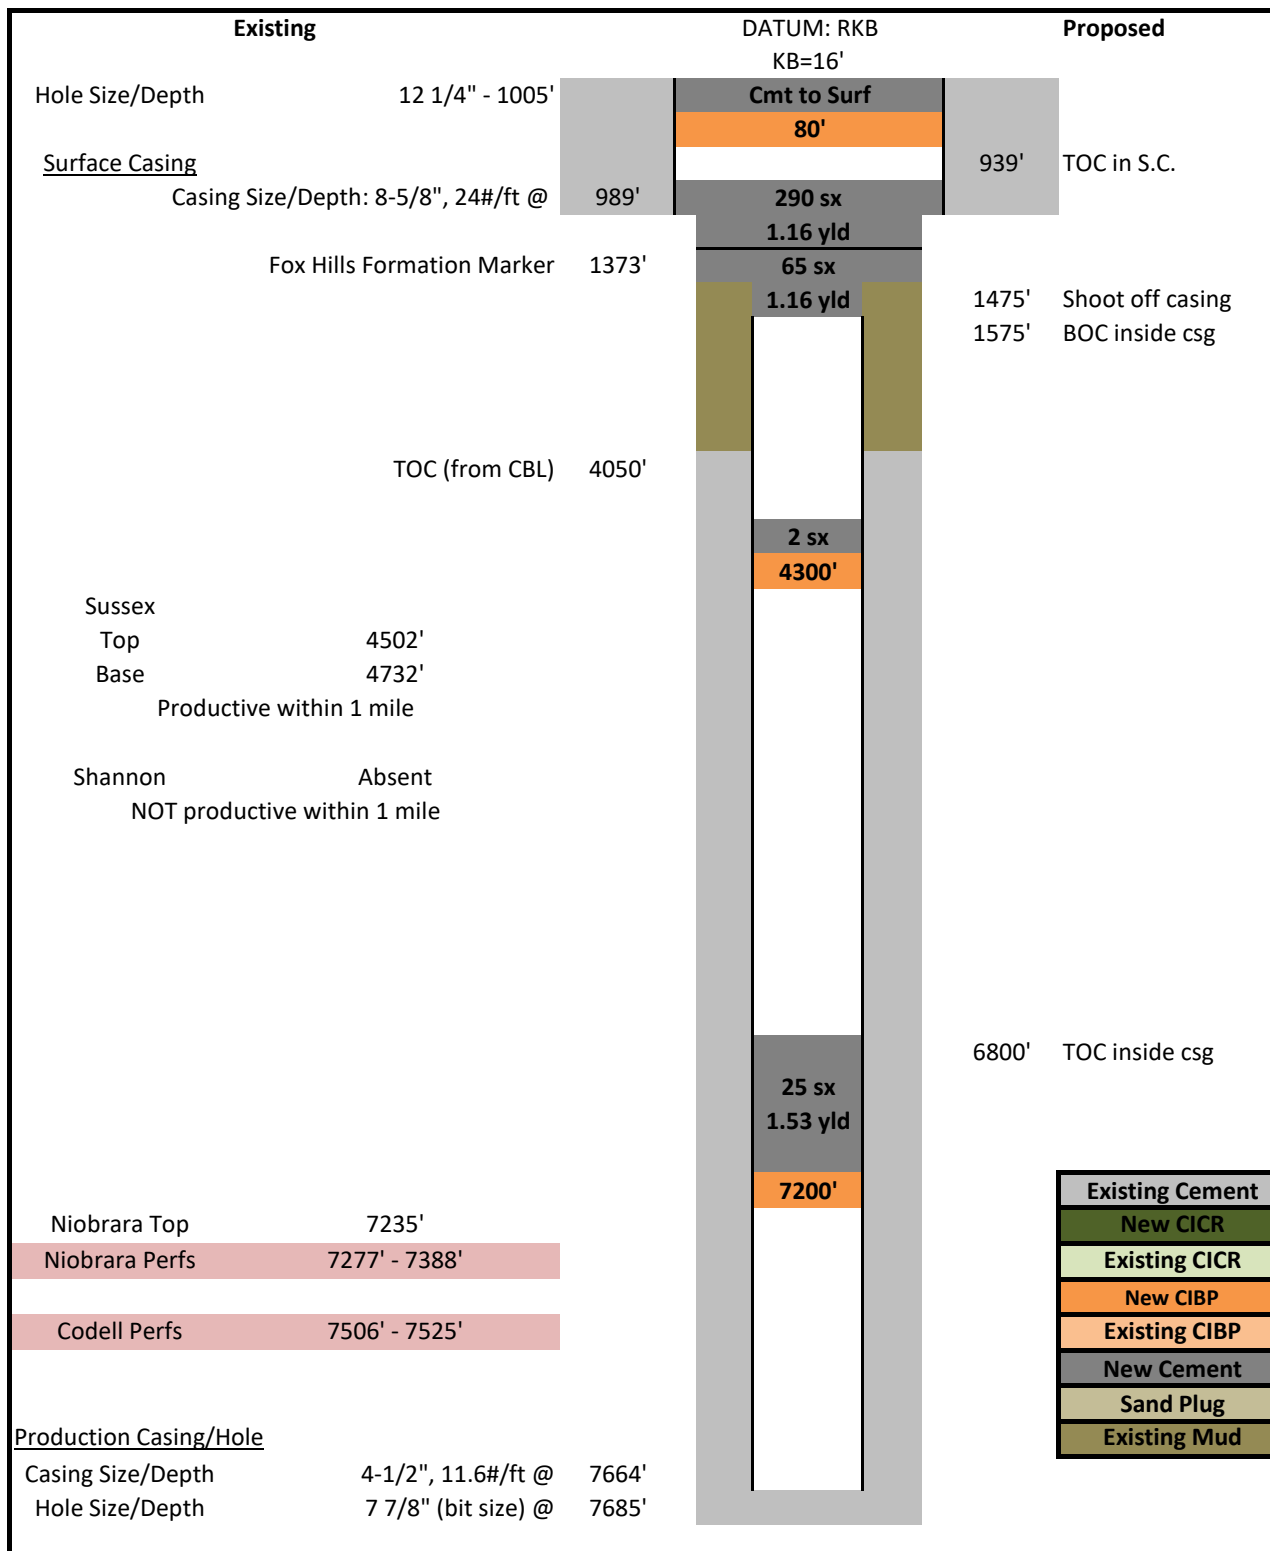 Existing DATUM: RKB Proposed
KB=16'
Hole Size/Depth 12 1/4" - 1005' Cmt to Surf
80'
Surface Casing 939' TOC in S.C.
Casing Size/Depth: 8-5/8", 24#/ft @ 989' 290 sx
1.16 yld
Fox Hills Formation Marker 1373' 65 sx
1.16 yld 1475' Shoot off casing
1575' BOC inside csg
TOC (from CBL) 4050'
2 sx
4300'
Sussex
Top 4502'
Base 4732'
Productive within 1 mile
Shannon Absent
NOT productive within 1 mile
6800' TOC inside csg
25 sx
1.53 yld
7200' Existing Cement
Niobrara Top 7235' New CICR
Niobrara Perfs 7277' - 7388' Existing CICR
New CIBP
Codell Perfs 7506' - 7525' Existing CIBP
New Cement
Sand Plug
Production Casing/Hole Existing Mud
Casing Size/Depth 4-1/2", 11.6#/ft @ 7664'
Hole Size/Depth 7 7/8" (bit size) @ 7685'